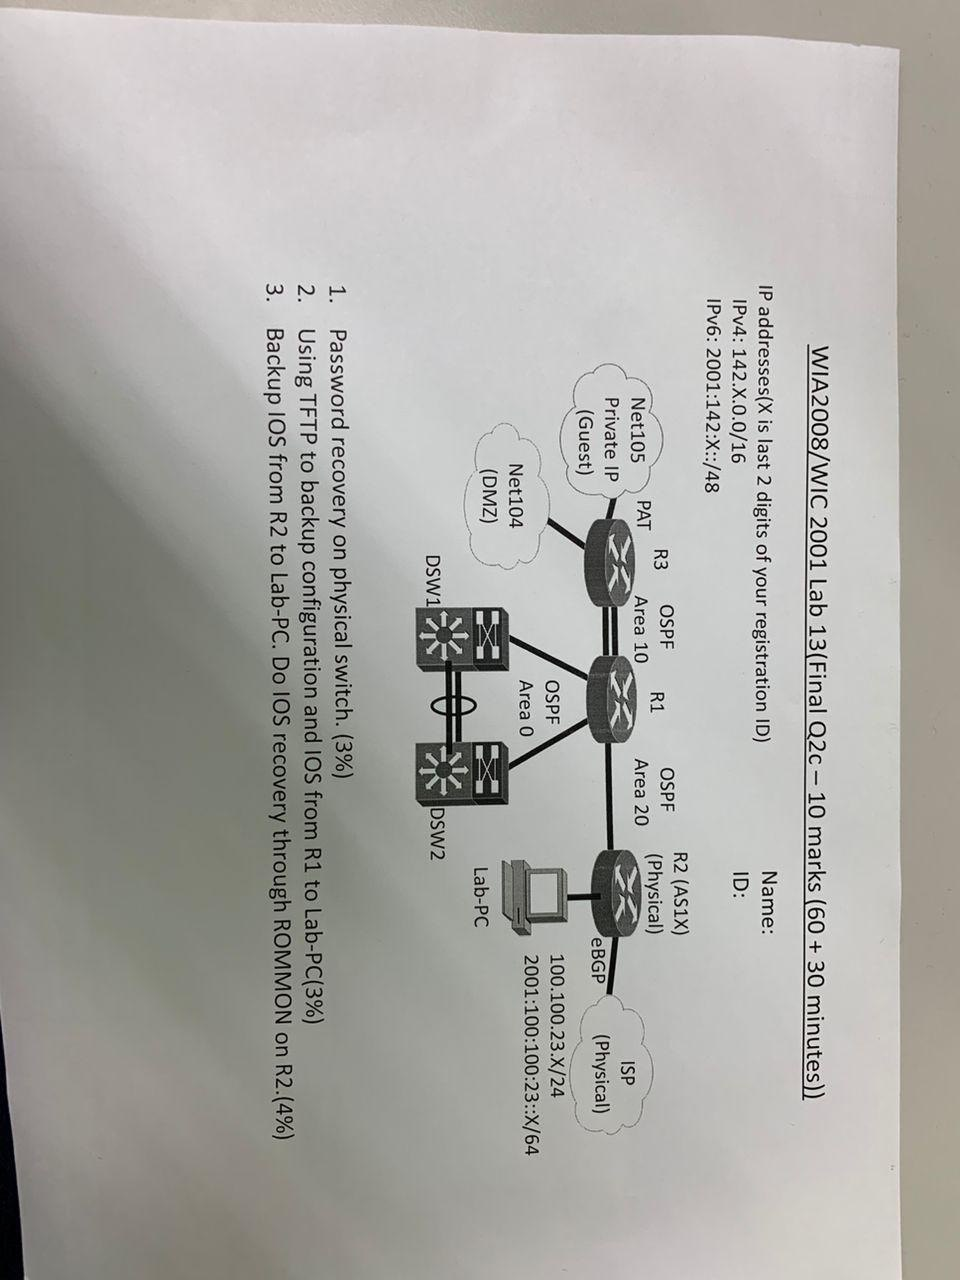 WIA2008/WIC 2001 Lab 13(Final Q2c – 10 marks (60 + 30 minutes))
IP addresses(X is last 2 digits of your registration ID)
IPv4: 142.X.0.0/16
IPv6: 2001:142:X::/48
Name:
ID:
Net105
Private IP
(Guest)
PAT
R3
OSPF
Area 10
R1
OSPF
Area 20
R2 (AS1X)
(Physical)
eBGP
ISP
(Physical)
Net104
(DMZ)
OSPF
Area 0
100.100.23.X/24
2001:100:100:23::X/64
Lab-PC
DSW1
DSW2
1. Password recovery on physical switch. (3%)
2. Using TFTP to backup configuration and IOS from R1 to Lab-PC(3%)
3. Backup IOS from R2 to Lab-PC. Do IOS recovery through ROMMON on R2.(4%)